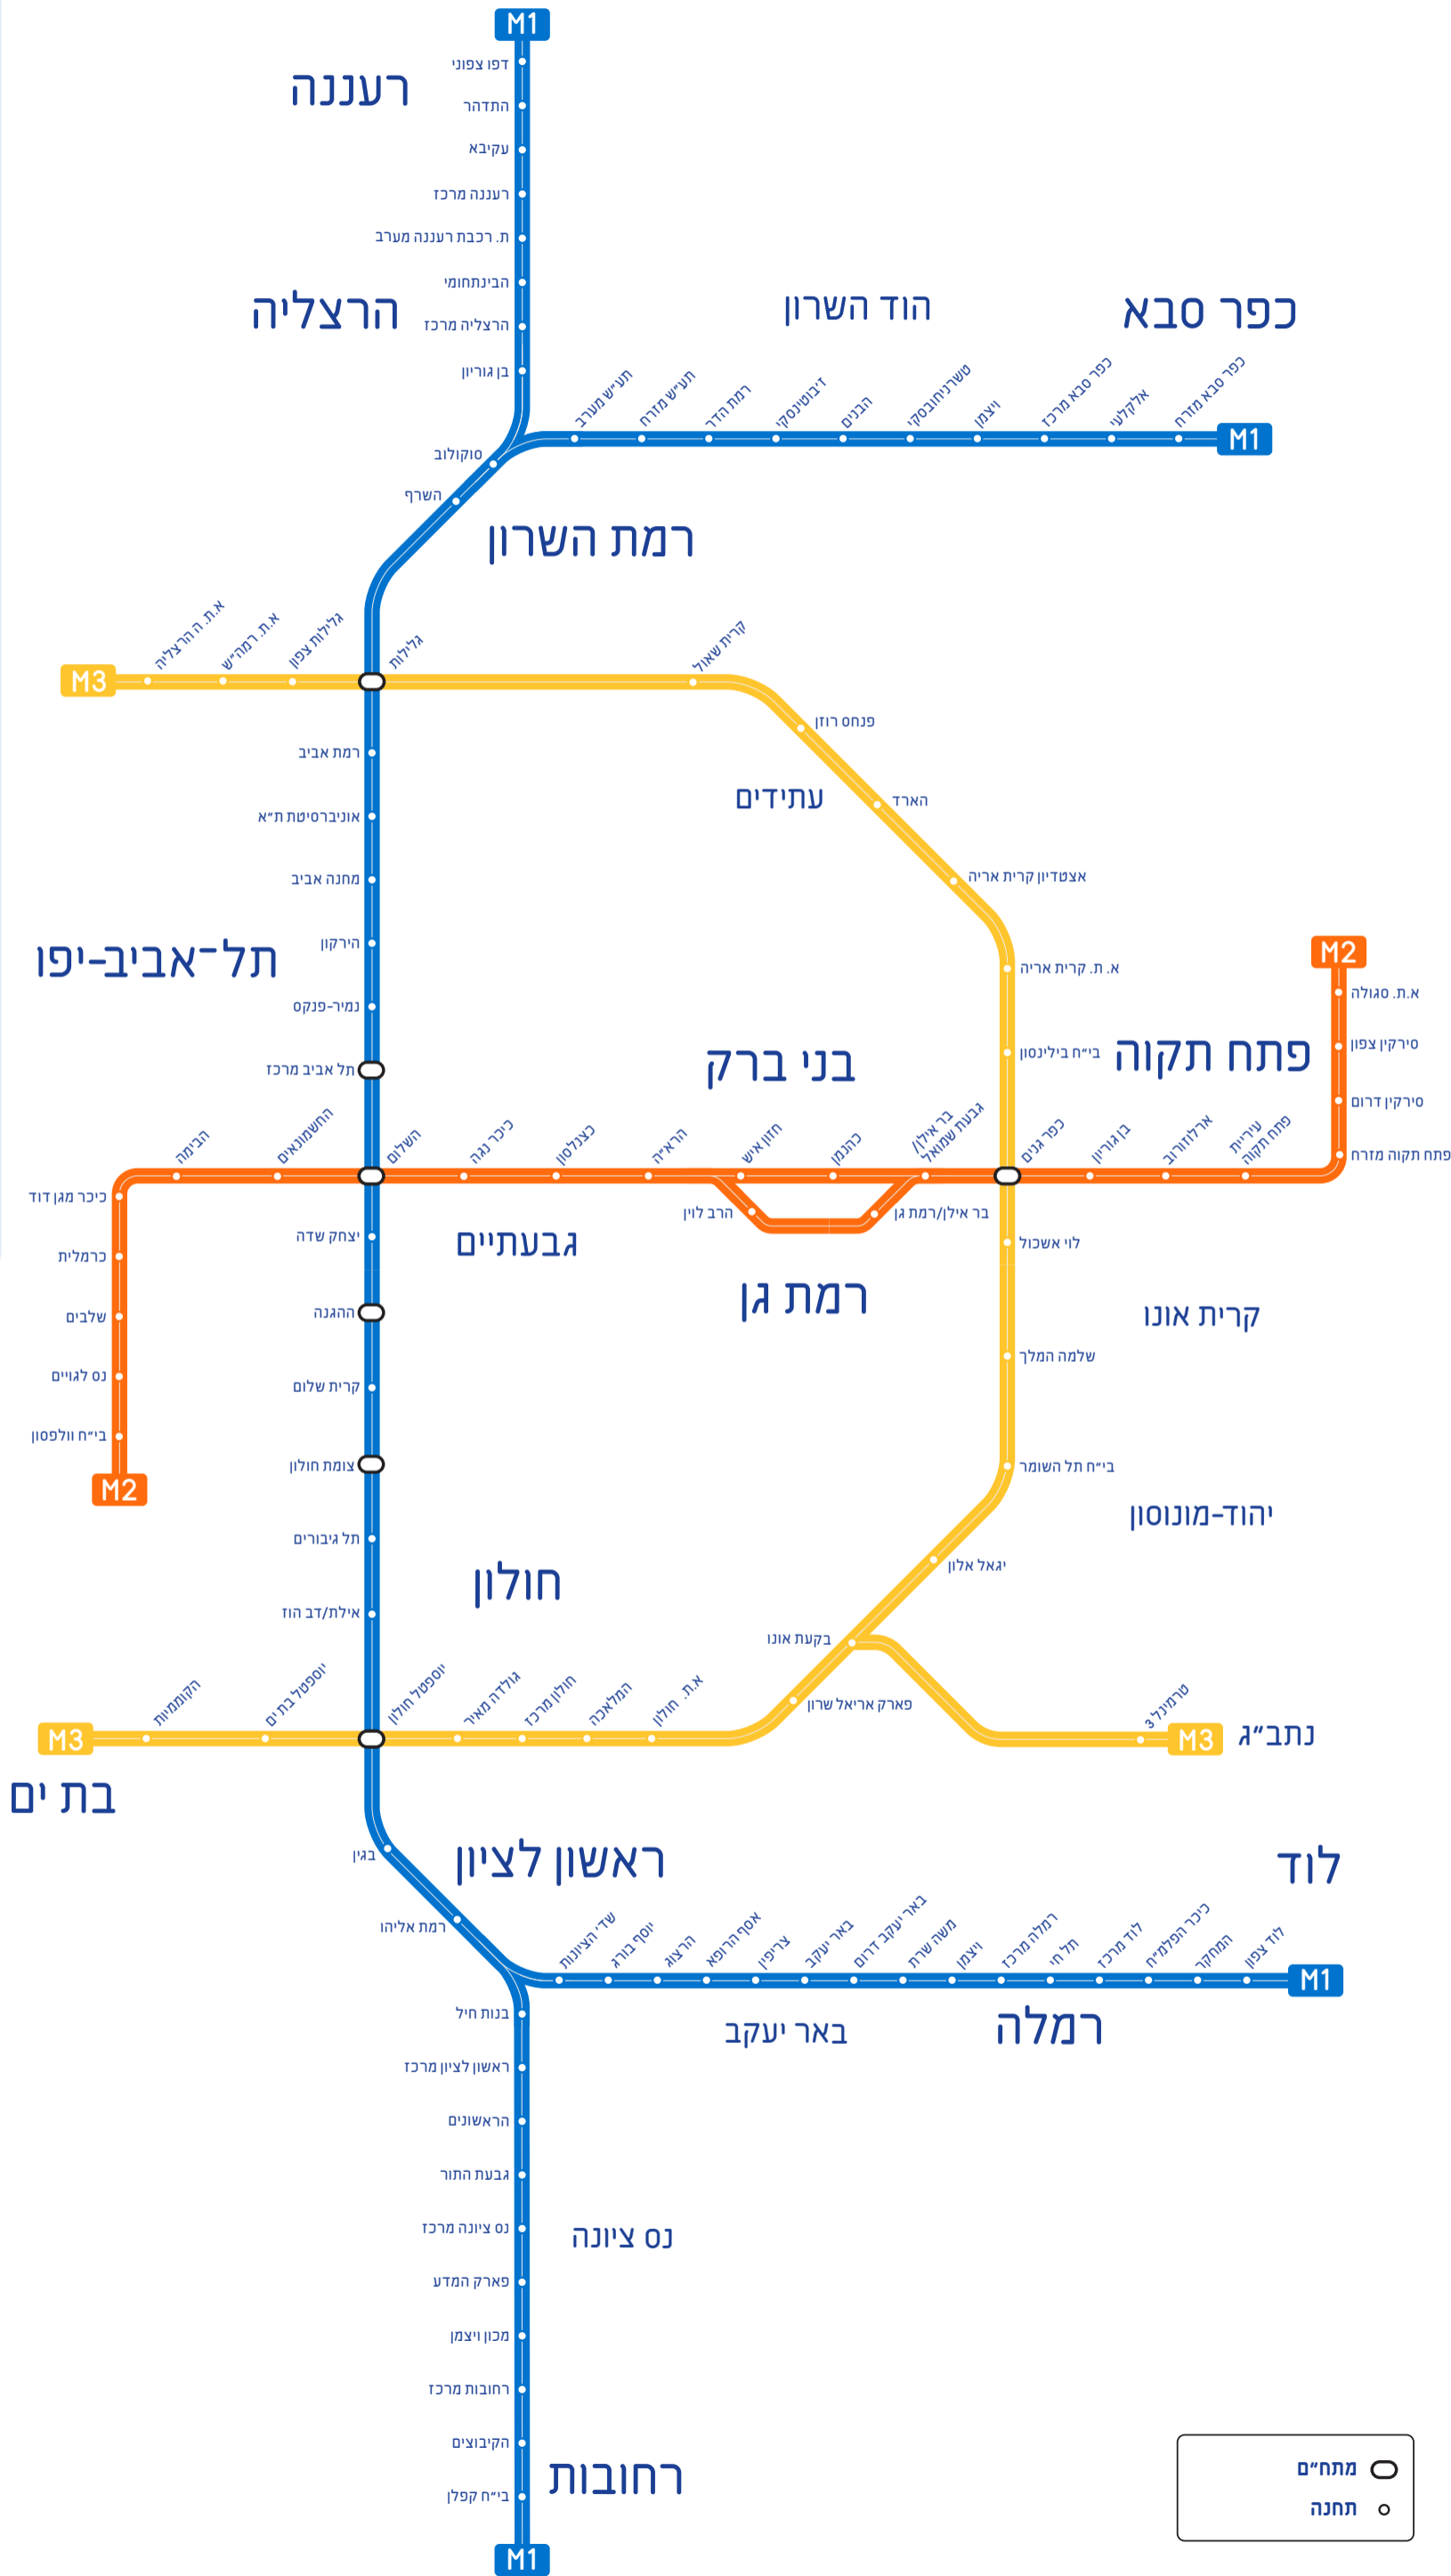 M1
דפו צפוני
רעננה
התדהר
עקיבא
רעננה מרכז
ת. רכבת רעננה מערב
הבינתחומי
הרצליה
הרצליה מרכז
בן גוריון
הוד השרון
כפר סבא
תע״ש מערב
תע״ש מזרח
רמת הדר
ז׳בוטינסקי
הבנים
טשרניחובסקי
ויצמן
כפר סבא מרכז
אלקלעי
כפר סבא מזרח
M1
סוקולוב
השרף
רמת השרון
M3
א.ת. ה הרצליה
א.ת. רמה״ש
גלילות צפון
גלילות
קרית שאול
פנחס רוזן
הארד
עתידים
אצטדיון קרית אריה
א. ת. קרית אריה
בי״ח בילינסון
רמת אביב
אוניברסיטת ת״א
מחנה אביב
הירקון
תל־אביב-יפו
נמיר-פנקס
תל אביב מרכז
בני ברק
פתח תקוה
M2
א.ת. סגולה
סירקין צפון
סירקין דרום
פתח תקוה מזרח
הבימה
החשמונאים
השלום
כיכר נגה
כצנלסון
הרא״ה
חזון איש
כהנמן
בר אילן/
גבעת שמואל
כפר גנים
בן גוריון
ארלוזורוב
עיריית
פתח תקוה
הרב לוין
בר אילן/רמת גן
כיכר מגן דוד
כרמלית
שלבים
נס לגויים
בי״ח וולפסון
M2
יצחק שדה
גבעתיים
ההגנה
רמת גן
קרית שלום
צומת חולון
תל גיבורים
אילת/דב הוז
חולון
לוי אשכול
קרית אונו
שלמה המלך
בי״ח תל השומר
יהוד-מונוסון
יגאל אלון
בקעת אונו
פארק אריאל שרון
טרמינל 3
M3
נתב״ג
M3
הקוממיות
יוספטל בת ים
יוספטל חולון
גולדה מאיר
חולון מרכז
המלאכה
א.ת. חולון
בת ים
בגין
ראשון לציון
רמת אליהו
לוד
שד׳ הציונות
יוסף בורג
הרצוג
אסף הרופא
צריפין
באר יעקב
באר יעקב דרום
משה שרת
ויצמן
רמלה מרכז
תל חי
לוד מרכז
כיכר הפלמ״ח
המחקר
לוד צפון
M1
באר יעקב
רמלה
בנות חיל
ראשון לציון מרכז
הראשונים
גבעת התור
נס ציונה מרכז
נס ציונה
פארק המדע
מכון ויצמן
רחובות מרכז
הקיבוצים
רחובות
בי״ח קפלן
M1
מתח״ם
תחנה